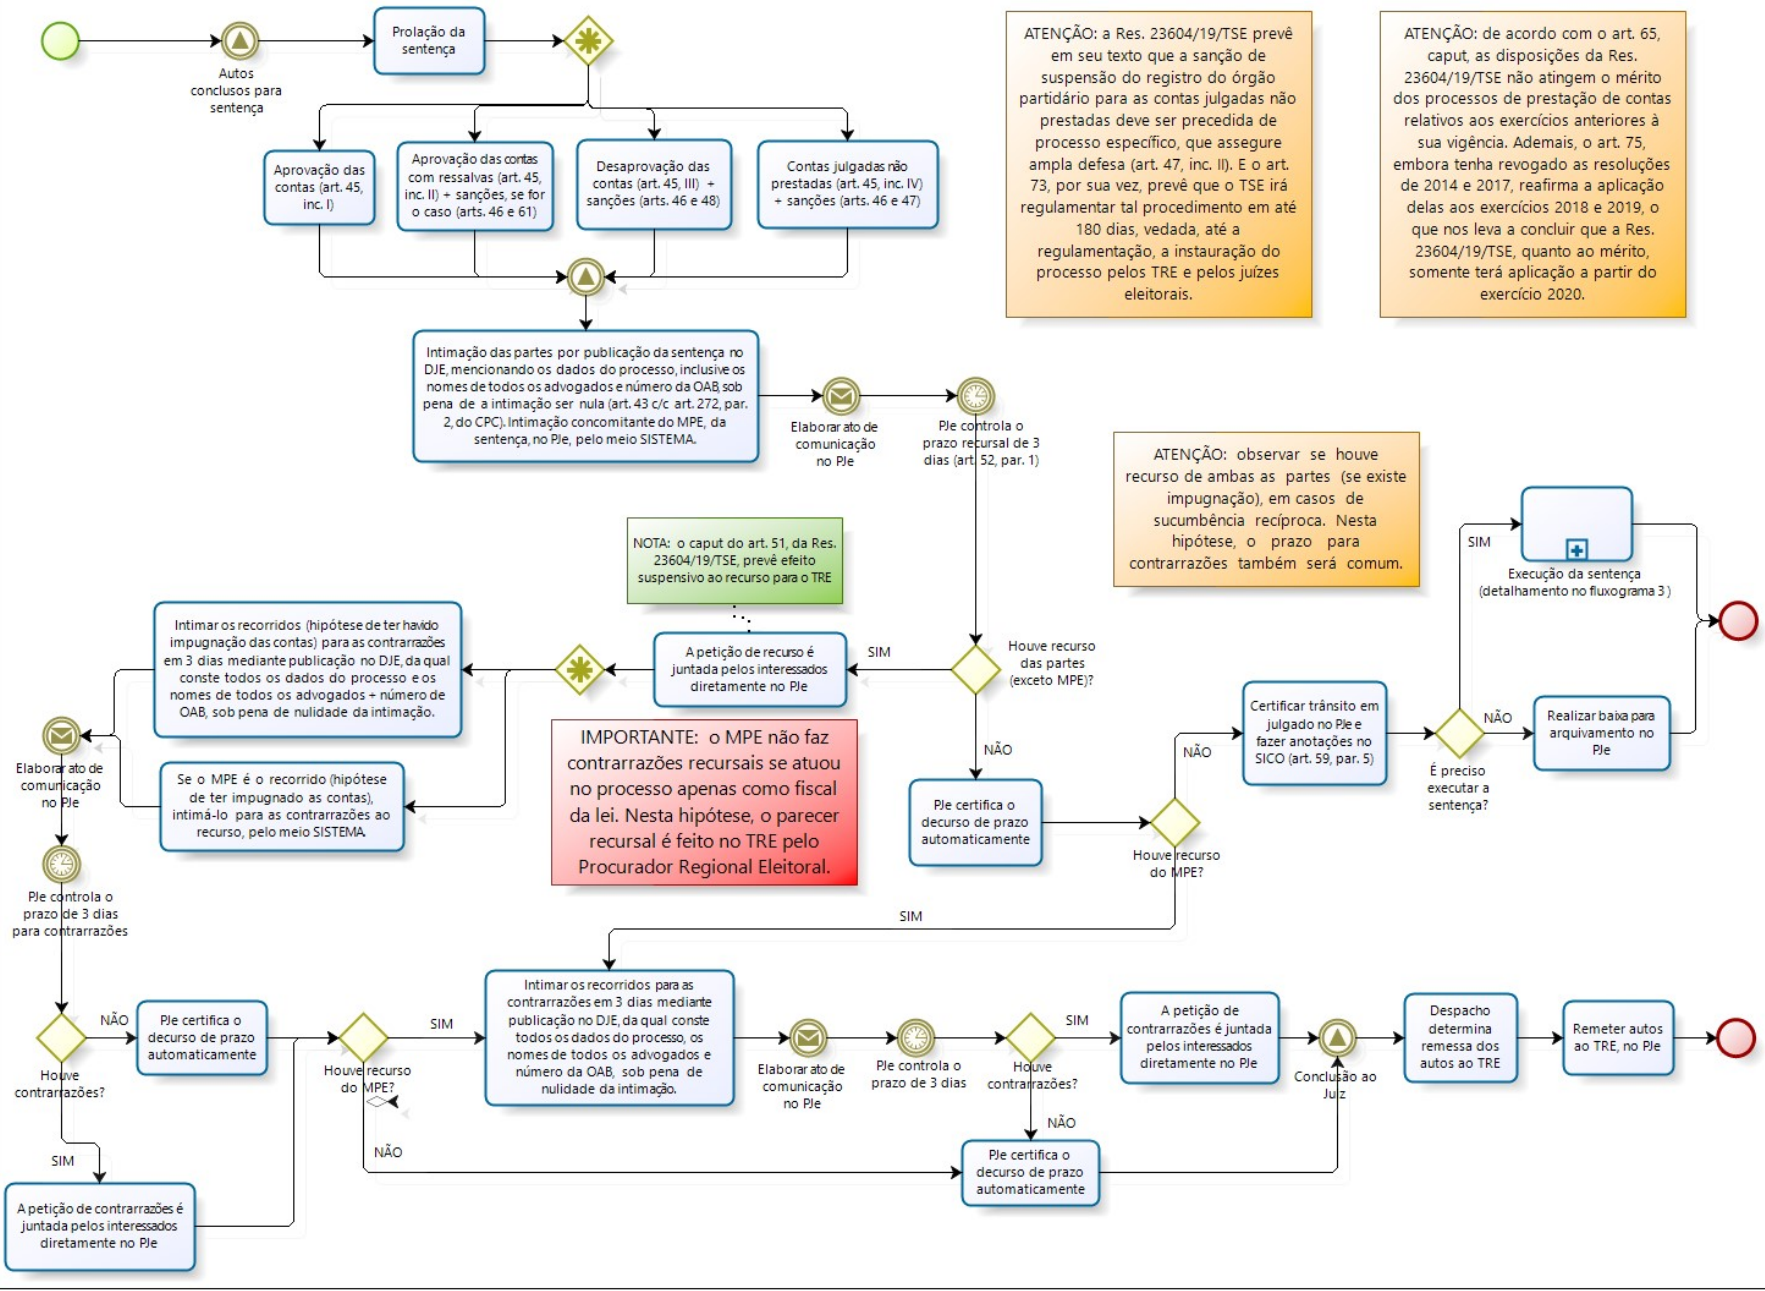 Autos
conclusos para
sentença
Prolação da
sentença
Aprovação das
contas (art. 45,
inc. I)
Aprovação das contas
com ressalvas (art. 45,
inc. II) + sanções, se for
o caso (arts. 46 e 61)
Desaprovação das
contas (art. 45, III) +
sanções (arts. 46 e 48)
Contas julgadas não
prestadas (art. 45, inc. IV)
+ sanções (arts. 46 e 47)
ATENÇÃO: a Res. 23604/19/TSE prevê
em seu texto que a sanção de
suspensão do registro do órgão
partidário para as contas julgadas não
prestadas deve ser precedida de
processo específico, que assegure
ampla defesa (art. 47, inc. II). E o art.
73, por sua vez, prevê que o TSE irá
regulamentar tal procedimento em até
180 dias, vedada, até a
regulamentação, a instauração do
processo pelos TRE e pelos juízes
eleitorais.
ATENÇÃO: de acordo com o art. 65,
caput, as disposições da Res.
23604/19/TSE não atingem o mérito
dos processos de prestação de contas
relativos aos exercícios anteriores à
sua vigência. Ademais, o art. 75,
embora tenha revogado as resoluções
de 2014 e 2017, reafirma a aplicação
delas aos exercícios 2018 e 2019, o
que nos leva a concluir que a Res.
23604/19/TSE, quanto ao mérito,
somente terá aplicação a partir do
exercício 2020.
Intimação das partes por publicação da sentença no
DJE, mencionando os dados do processo, inclusive os
nomes de todos os advogados e número da OAB, sob
pena de a intimação ser nula (art. 43 c/c art. 272, par.
2, do CPC). Intimação concomitante do MPE, da
sentença, no PJe, pelo meio SISTEMA.
Elaborar ato de
comunicação
no PJe
PJe controla o
prazo recursal de 3
dias (art. 52, par. 1)
ATENÇÃO: observar se houve
recurso de ambas as partes (se existe
impugnação), em casos de
sucumbência recíproca. Nesta
hipótese, o prazo para
contrarrazões também será comum.
SIM
Execução da sentença
(detalhamento no fluxograma 3)
NOTA: o caput do art. 51, da Res.
23604/19/TSE, prevê efeito
suspensivo ao recurso para o TRE
Intimar os recorridos (hipótese de ter havido
impugnação das contas) para as contrarrazões
em 3 dias mediante publicação no DJE, da qual
conste todos os dados do processo e os
nomes de todos os advogados + número de
OAB, sob pena de nulidade da intimação.
A petição de recurso é
juntada pelos interessados
diretamente no PJe
SIM
Houve recurso
das partes
(exceto MPE)?
NÃO
Certificar trânsito em
julgado no PJe e
fazer anotações no
SICO (art. 59, par. 5)
NÃO
É preciso
executar a
sentença?
NÃO
Realizar baixa para
arquivamento no
PJe
Elaborar ato de
comunicação
no PJe
Se o MPE é o recorrido (hipótese
de ter impugnado as contas),
intimá-lo para as contrarrazões ao
recurso, pelo meio SISTEMA.
IMPORTANTE: o MPE não faz
contrarrazões recursais se atuou
no processo apenas como fiscal
da lei. Nesta hipótese, o parecer
recursal é feito no TRE pelo
Procurador Regional Eleitoral.
PJe certifica o
decurso de prazo
automaticamente
Houve recurso
do MPE?
SIM
PJe controla o
prazo de 3 dias
para contrarrazões
Houve
contrarrazões?
NÃO
PJe certifica o
decurso de prazo
automaticamente
SIM
A petição de contrarrazões é
juntada pelos interessados
diretamente no PJe
Houve recurso
do MPE?
SIM
NÃO
Intimar os recorridos para as
contrarrazões em 3 dias mediante
publicação no DJE, da qual conste
todos os dados do processo, os
nomes de todos os advogados e
número da OAB, sob pena de
nulidade da intimação.
Elaborar ato de
comunicação
no PJe
PJe controla o
prazo de 3 dias
Houve
contrarrazões?
SIM
NÃO
A petição de
contrarrazões é juntada
pelos interessados
diretamente no PJe
PJe certifica o
decurso de prazo
automaticamente
Conclusão ao
Juiz
Despacho
determina
remessa dos
autos ao TRE
Remeter autos
ao TRE, no PJe